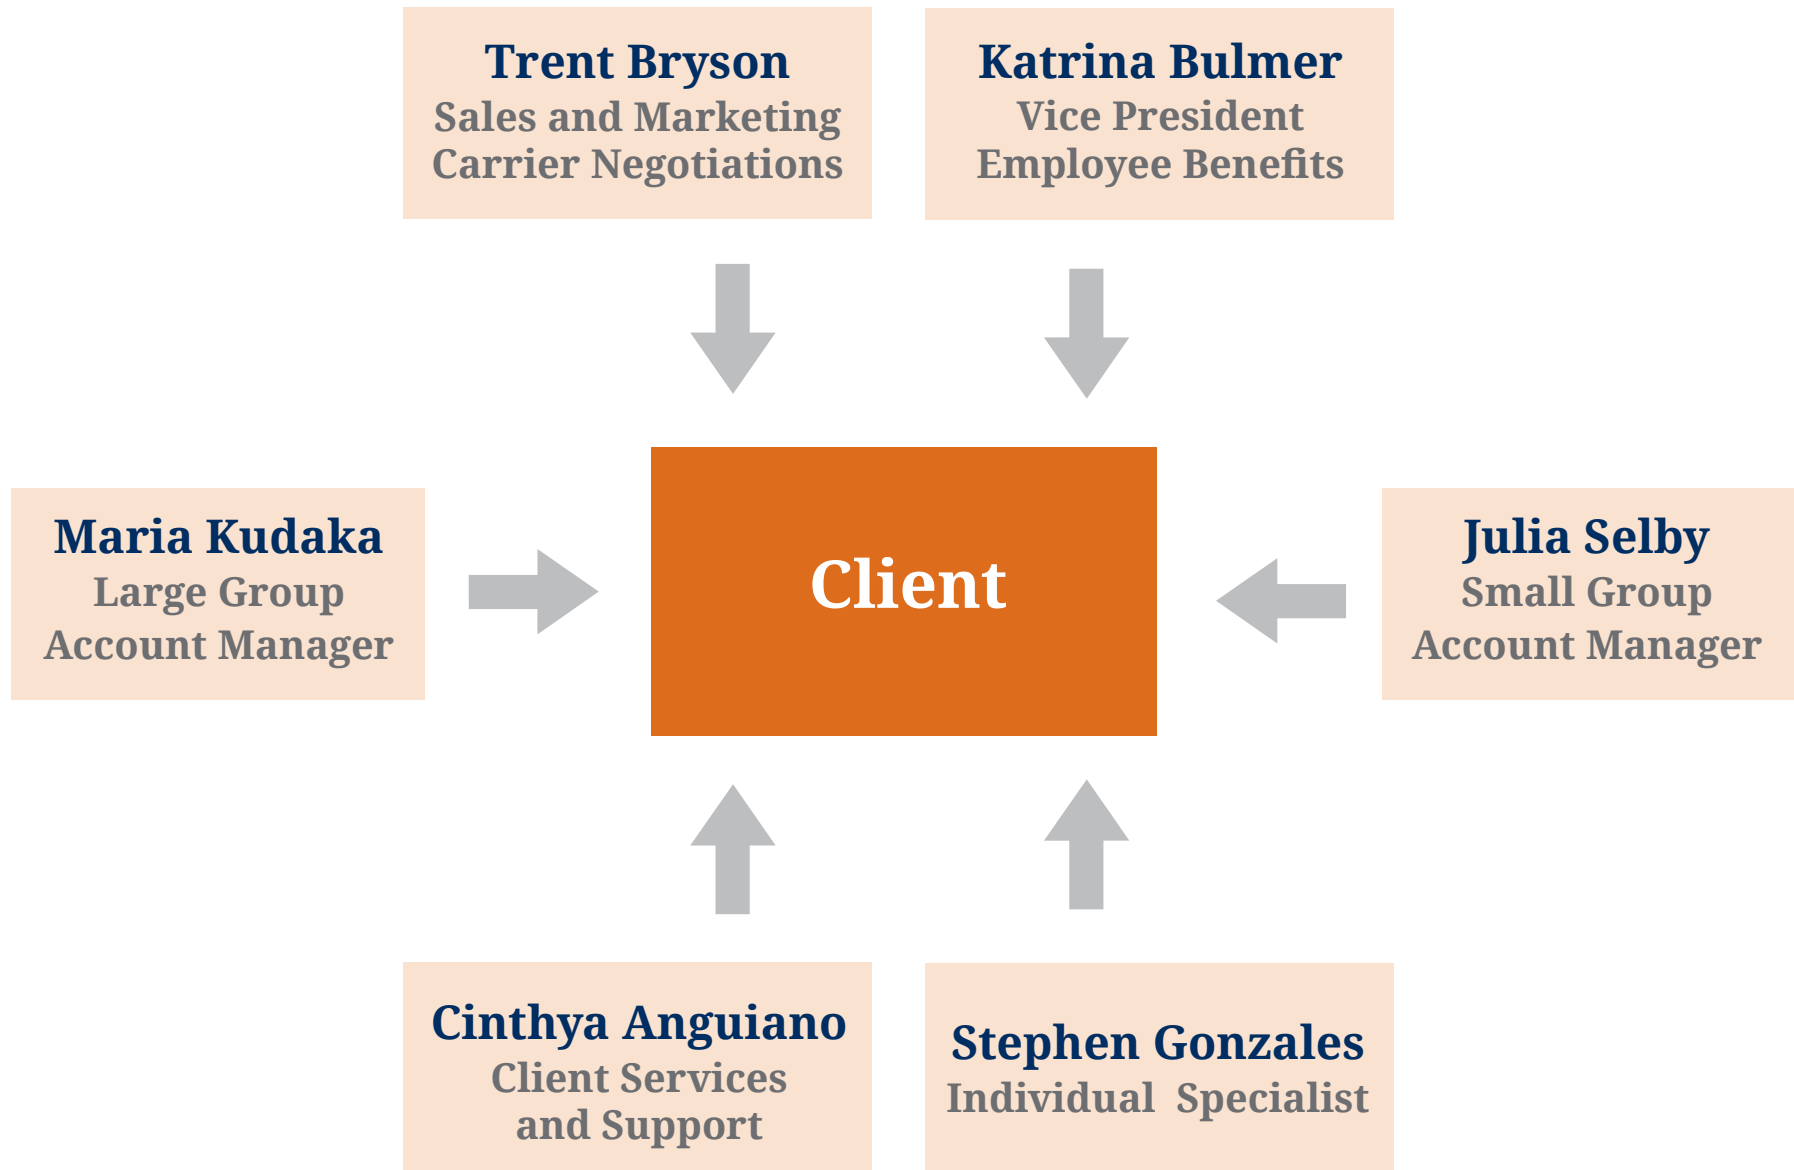 Trent Bryson
Sales and Marketing
Carrier Negotiations
Katrina Bulmer
Vice President
Employee Benefits
Maria Kudaka
Large Group
Account Manager
Client
Julia Selby
Small Group
Account Manager
Cinthya Anguiano
Client Services
and Support
Stephen Gonzales
Individual  Specialist